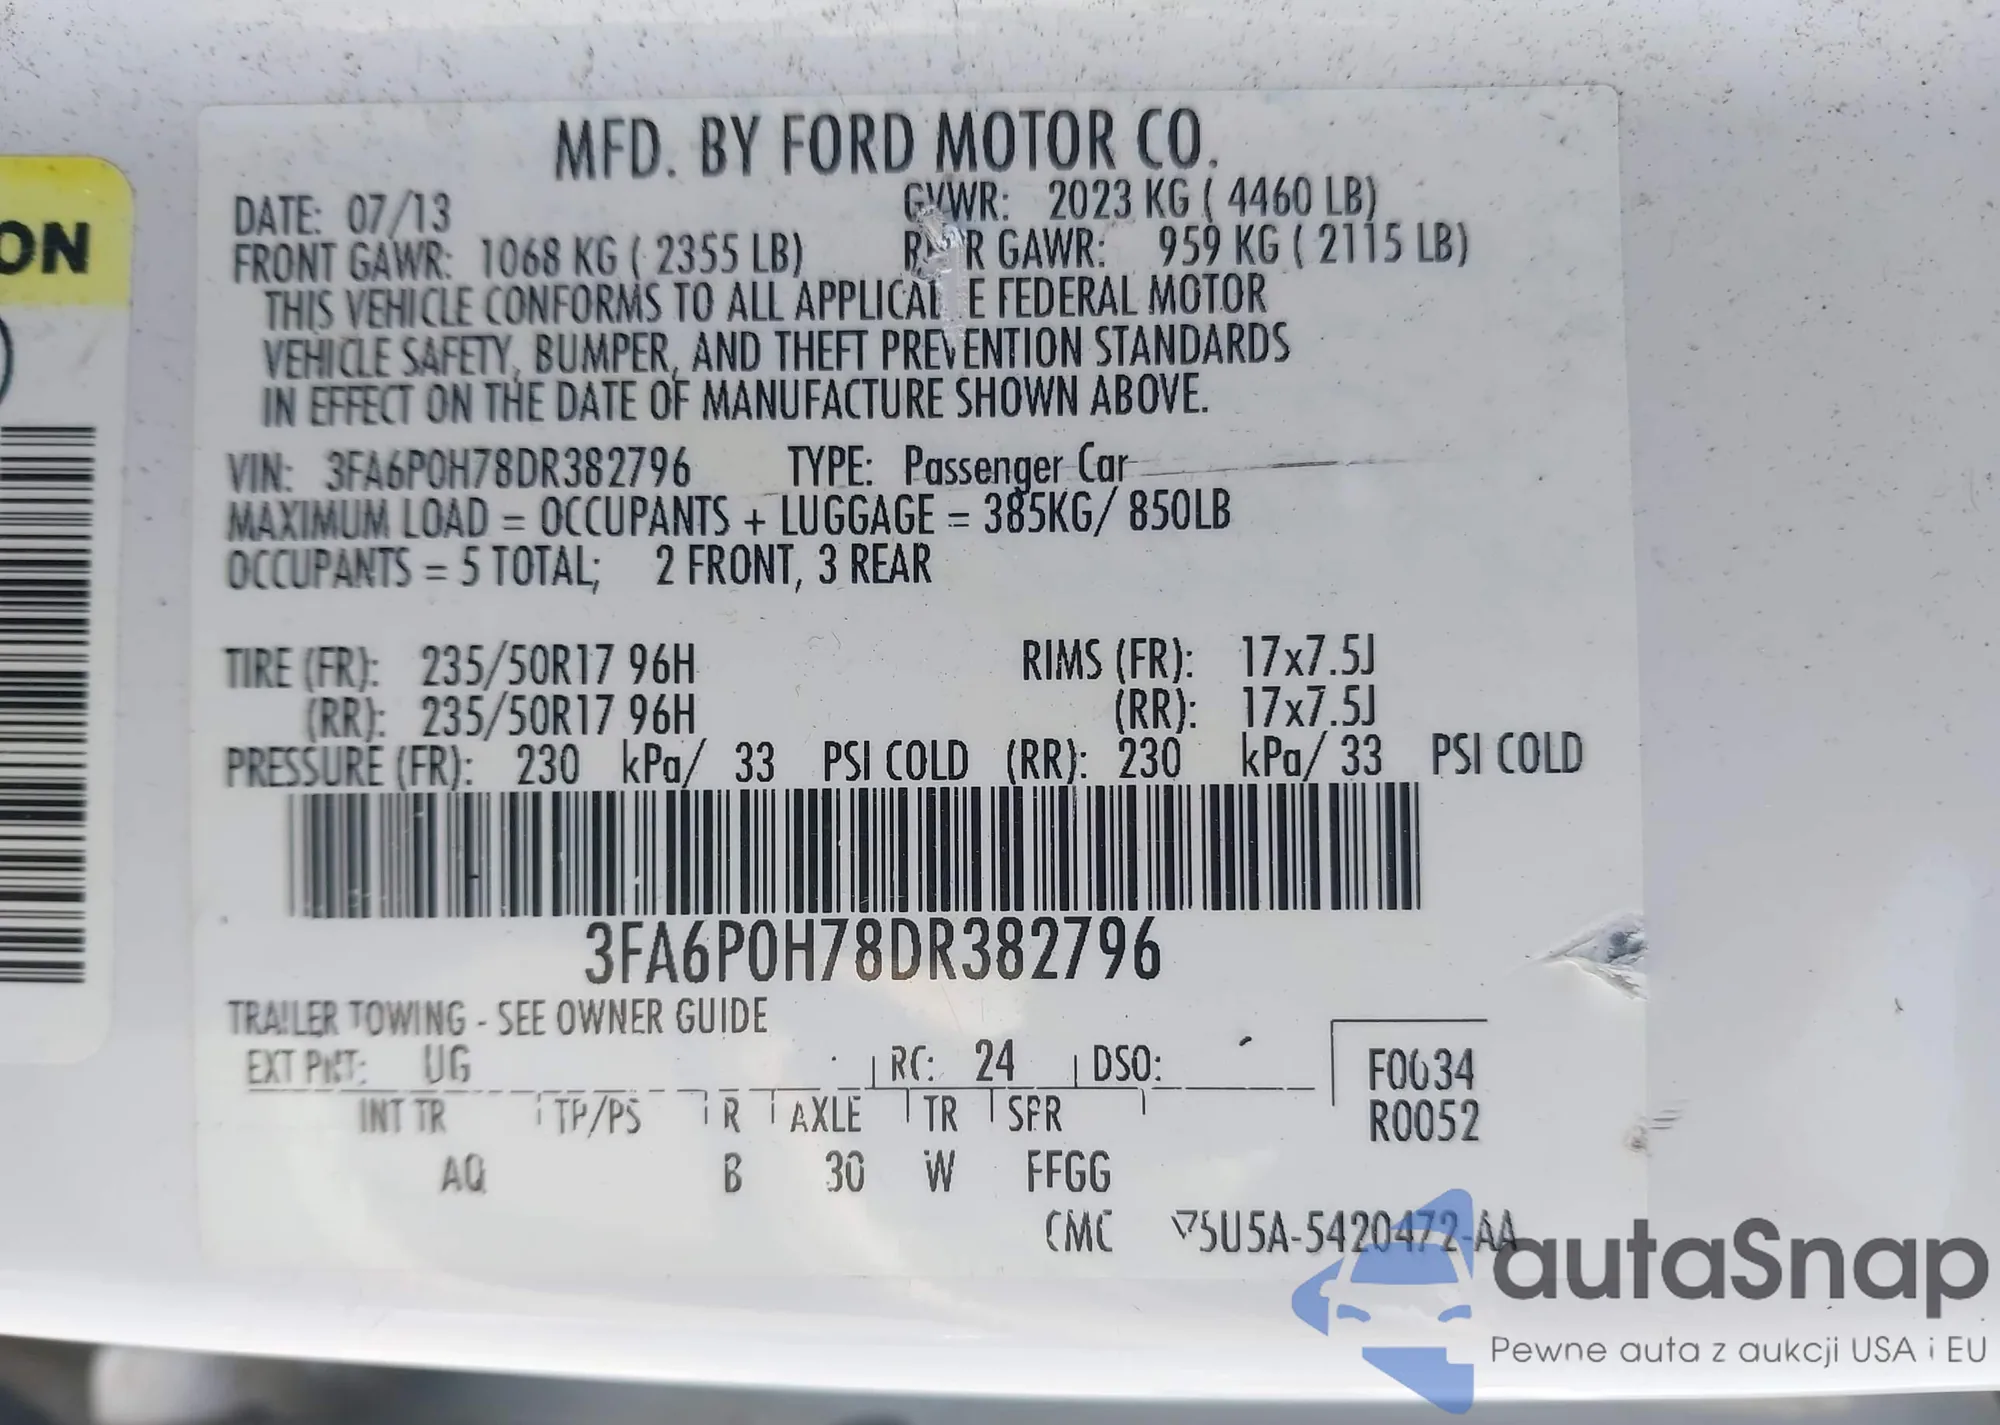 ON
MFD. BY FORD MOTOR CO.
DATE: 07/13 GVWR: 2023 KG ( 4460 LB)
FRONT GAWR: 1068 KG ( 2355 LB) GAWR: 959 KG ( 2115 LB)
THIS VEHICLE CONFORMS TO ALL FEDERAL MOTOR
VEHICLE SAFETY, BUMPER, AND THEFT PREVENTION STANDARDS
IN EFFECT ON THE DATE OF MANUFACTURE SHOWN ABOVE.
VIN: 3FA6P0H78DR382796 TYPE: Passenger Car
MAXIMUM LOAD = OCCUPANTS + LUGGAGE = 385KG/ 850LB
OCCUPANTS = 5 TOTAL; 2 FRONT, 3 REAR
TIRE (FR): 235/50R17 96H RIMS (FR): 17x7.5J
(RR): 235/50R17 96H (RR): 17x7.5J
PRESSURE (FR): 230 kPa/ 33 PSI COLD (RR): 230 kPa/ 33 PSI COLD
3FA6P0H78DR382796
TRAILER TOWING - SEE OWNER GUIDE
EXT PNT: UG RC: 24 DSO: F0034
INT TR TP/PS R AXLE TR SPR R0052
AQ B 30 W FFGG
CMC
autaSnap
Pewne auta z aukcji USA i EU